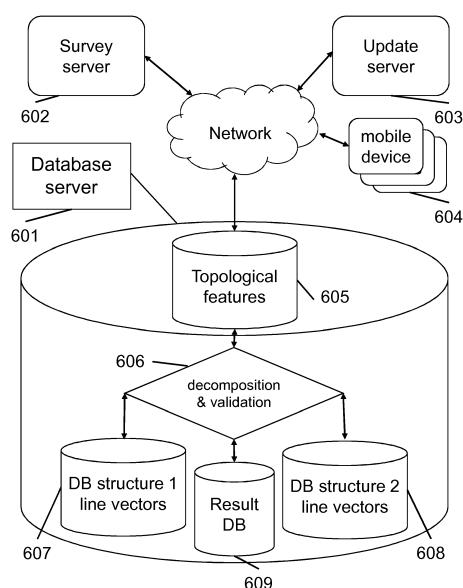 Survey
server
602
Update
server
603
Network
mobile
device
604
Database
server
601
Topological
features
605
606
decomposition
& validation
DB structure 1
line vectors
607
Result
DB
609
DB structure 2
line vectors
608